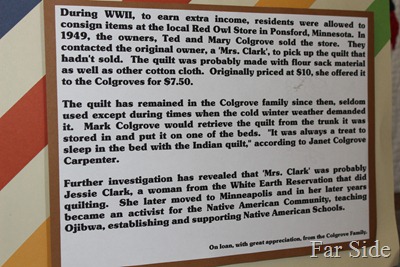 During WWII, to earn extra income, residents were allowed to
consign items at the local Red Owl Store in Ponsford, Minnesota. In
1949, the owners, Ted and Mary Colgrove sold the store. They
contacted the original owner, a 'Mrs. Clark', to pick up the quilt that
hadn't sold. The quilt was probably made with flour sack material
as well as other cotton cloth. Originally priced at $10, she offered it
to the Colgroves for $7.50.
The quilt has remained in the Colgrove family since then, seldom
used except during times when the cold winter weather demanded
it. Mark Colgrove would retrieve the quilt from the trunk it was
stored in and put it on one of the beds. "It was always a treat to
sleep in the bed with the Indian quilt," according to Janet Colgrove
Carpenter.
Further investigation has revealed that 'Mrs. Clark' was probably
Jessie Clark, a woman from the White Earth Reservation that did
quilting. She later moved to Minneapolis and in her later years
became an activist for the Native American Community, teaching
Ojibwa, establishing and supporting Native American Schools.
On loan, with great appreciation, from the Colgrove Family.
Far Side